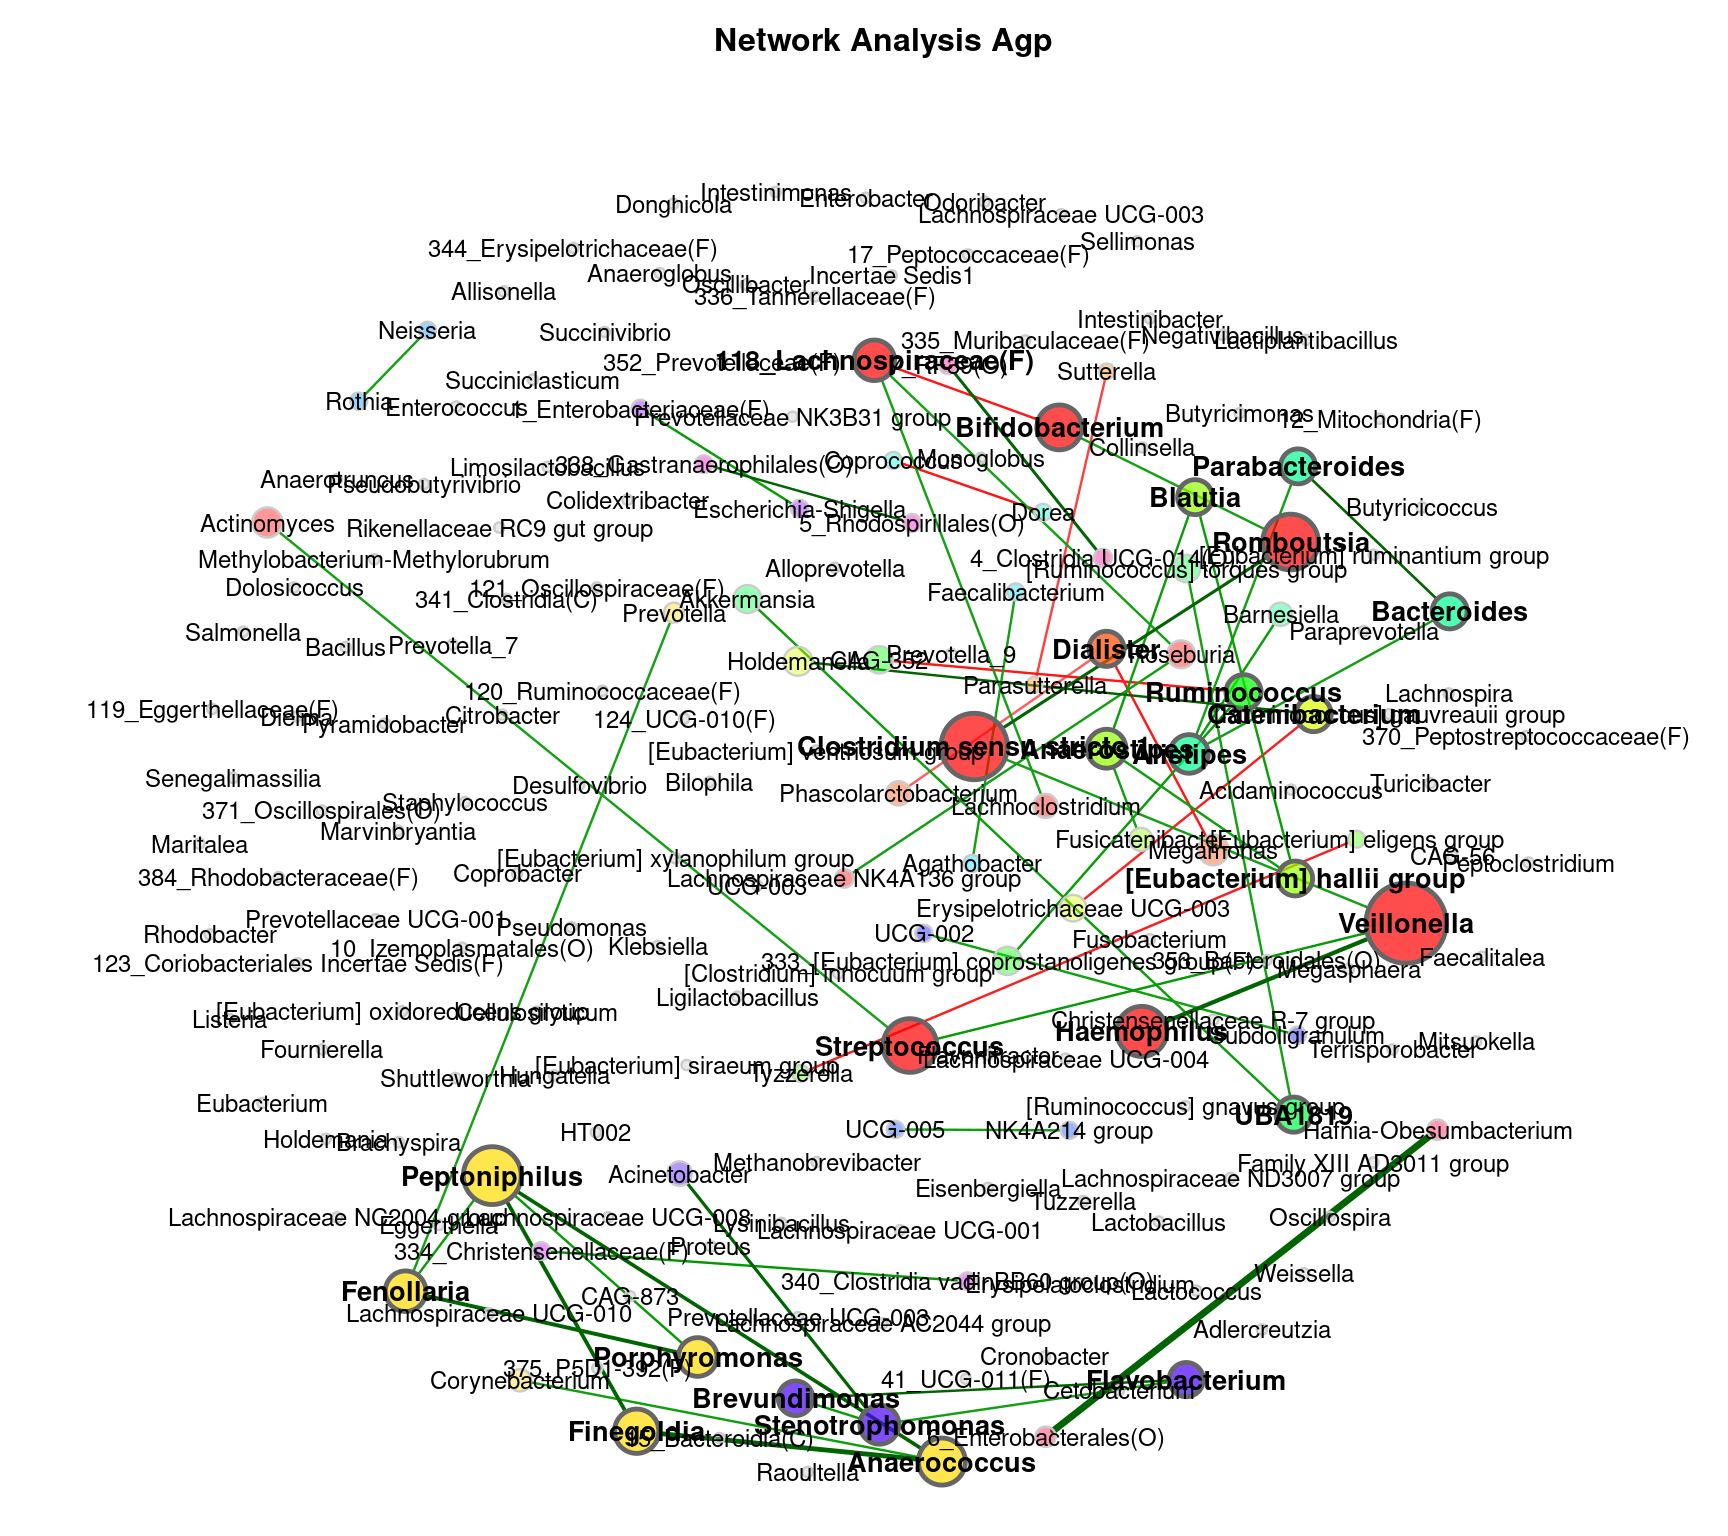 Network Analysis Agp
Intestinimonas
Enterobacter
Odoribacter
Donghicola
Lachnospiraceae UCG-003
Sellimonas
344_Erysipelotrichaceae(F)
17_Peptococcaceae(F)
Anaeroglobus
Incertae Sedis1
Oscillibacter
Allisonella
336_Tannerellaceae(F)
Intestinibacter
Neisseria
Succinivibrio
335_Muribaculaceae(F)
Negativibacillus
Lactiplantibacillus
352_Prevotellaceae(F)
118_Lachnospiraceae(F)
Sutterella
Succiniclasticum
Rothia
Enterococcus
1_Enterobacteriaceae(F)
Prevotellaceae NK3B31 group
Butyricimonas
12_Mitochondria(F)
Bifidobacterium
Collinsella
Limosilactobacillus
338_Gastranaerophilales(O)
Coprococcus
Monoglobus
Parabacteroides
Anaerotruncus
Pseudobutyrivibrio
Colidextribacter
Blautia
Escherichia-Shigella
Butyricicoccus
Actinomyces
Rikenellaceae RC9 gut group
5_Rhodospirillales(O)
Dorea
Romboutsia
Methylobacterium-Methylorubrum
4_Clostridia UCG-014(O)
[Eubacterium] ruminantium group
Alloprevotella
[Ruminococcus] torques group
Dolosicoccus
121_Oscillospiraceae(F)
341_Clostridia(C)
Akkermansia
Faecalibacterium
Prevotella
Barnesiella
Bacteroides
Salmonella
Bacillus
Prevotella_7
Paraprevotella
Holdemanella
CAG-352
Prevotella_9
Dialister
Roseburia
Parasutterella
120_Ruminococcaceae(F)
Ruminococcus
Lachnospira
119_Eggerthellaceae(F)
Dielma
Pyramidobacter
Citrobacter
124_UCG-010(F)
Catenibacterium
370_Peptostreptococcaceae(F)
[Eubacterium] ventriosum group
Clostridium sensu stricto 1
Anaerostipes
Alistipes
Senegalimassilia
Desulfovibrio
Bilophila
Phascolarctobacterium
Acidaminococcus
Turicibacter
Staphylococcus
371_Oscillospirales(O)
Lachnoclostridium
Marvinbryantia
Maritalea
Fusicatenibacter
[Eubacterium] eligens group
Megamonas
[Eubacterium] xylanophilum group
Agathobacter
CAG-56
Peptoclostridium
384_Rhodobacteraceae(F)
Coprobacter
Lachnospiraceae NK4A136 group
UCG-003
[Eubacterium] hallii group
Erysipelotrichaceae UCG-003
Prevotellaceae UCG-001
Pseudomonas
Veillonella
Rhodobacter
UCG-002
Fusobacterium
10_Izemoplasmatales(O)
Klebsiella
123_Coriobacteriales Incertae Sedis(F)
333_[Eubacterium] coprostanoligenes group(F)
353_Bacteroidales(O)
Faecalitalea
[Clostridium] innocuum group
Megasphaera
Ligilactobacillus
[Eubacterium] oxidoreducens group
Cellulosilyticum
Listeria
Christensenellaceae R-7 group
Haemophilus
Subdoligranulum
Mitsuokella
Fournierella
Streptococcus
Flavonifractor
Lachnospiraceae UCG-004
Terrisporobacter
[Eubacterium] siraeum group
Tyzzerella
Shuttleworthia
Hungatella
Eubacterium
[Ruminococcus] gnavus group
UBA1819
Holdemania
Brachyspira
HT002
UCG-005
NK4A214 group
Hafnia-Obesumbacterium
Methanobrevibacter
Family XIII AD3011 group
Peptoniphilus
Acinetobacter
Lachnospiraceae ND3007 group
Eisenbergiella
Tuzzerella
Lachnospiraceae NC2004 group
Lachnospiraceae UCG-008
Eggerthella
Lysinibacillus
Lachnospiraceae UCG-001
Lactobacillus
Oscillospira
334_Christensenellaceae(F)
Proteus
Weissella
340_Clostridia vadinBB60 group(O)
Erysipelatoclostridium
Fenollaria
CAG-873
Lactococcus
Lachnospiraceae UCG-010
Prevotellaceae UCG-003
Lachnospiraceae AC2044 group
Adlercreutzia
Porphyromonas
Cronobacter
375_P5D1-392(F)
Corynebacterium
41_UCG-011(F)
Flavobacterium
Cetobacterium
Brevundimonas
Stenotrophomonas
Finegoldia
6_Enterobacterales(O)
Anaerococcus
Raoultella